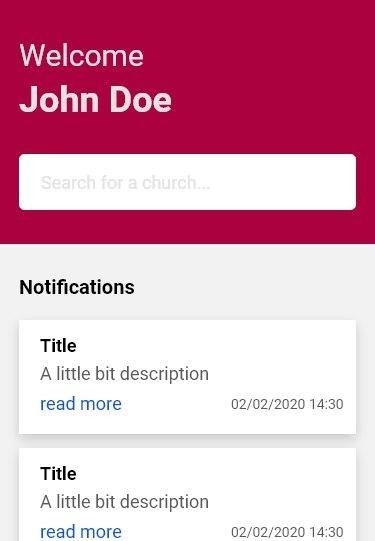 Welcome
John Doe
Search for a church...
Notifications
Title
A little bit description
read more 02/02/2020 14:30
Title
A little bit description
read more 02/02/2020 14:30